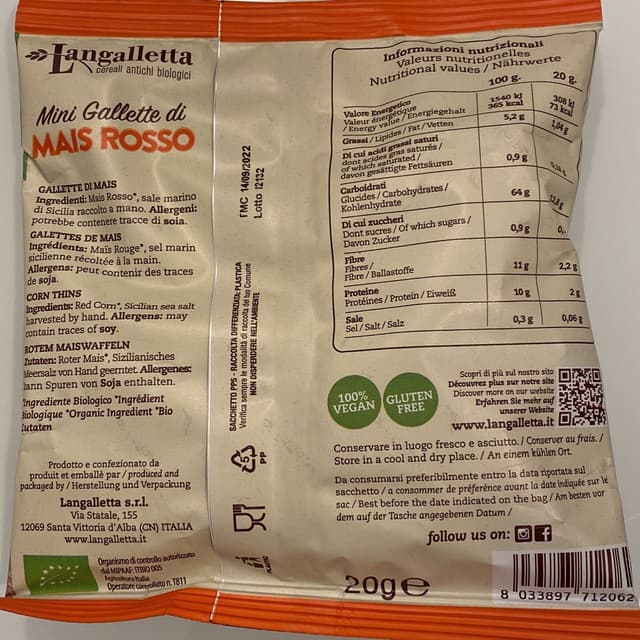 Langalletta
cereali antichi biologici
Mini Gallette di
MAIS ROSSO
GALLETTE DI MAIS
Ingredienti: Mais Rosso*, sale marino
di Sicilia raccolto a mano. Allergeni:
potrebbe contenere tracce di soia.
GALETTES DE MAIS
Ingrédients: Maïs Rouge*, sel marin
sicilienne récoltée à la main.
Allergens: peut contenir des traces
de soja.
CORN THINS
Ingredients: Red Corn*, Sicilian sea salt
harvested by hand. Allergens: may
contain traces of soy.
ROTEM MAISWAFFELN
Zutaten: Roter Mais*, Sizilianisches
Meersalz von Hand geerntet. Allergenes:
kann Spuren von Soja enthalten.
*Ingrediente Biologico *Ingrédient
Biologique *Organic Ingredient *Bio
Zutaten
Prodotto e confezionato da
produit et emballè par / produced and
packaged by / Herstellung und Verpackung
Langalletta s.r.l.
Via Statale, 155
12069 Santa Vittoria d'Alba (CN) ITALIA
www.langalletta.it
Organismo di controllo autorizzato
dal MIPAAF: ITBIO 005
Agricoltura Italia
Operatore controllato n. 1811
TMC 14/09/2022
Lotto 12132
SACCHETTO PP5 - RACCOLTA DIFFERENZIATA: PLASTICA
Verifica sempre le modalità di raccolta del tuo Comune
NON DISPERDERE NELL'AMBIENTE
5
PP
Informazioni nutrizionali
Valeurs nutritionelles
Nutritional values / Nährwerte
100 g. 20 g.
Valore Energetico
Valeur énergétique
/ Energy value / Energiegehalt
1540 kJ 308 kJ
365 kcal 73 kcal
Grassi / Lipides / Fat / Vetten 5,2 g 1,04 g
Di cui acidi grassi saturi
dont acides gras saturés /
of which saturated /
davon gesättigte Fettsäuren
0,9 g
Carboidrati
Glucides / Carbohydrates /
Kohlenhydrate
64 g 12,8 g
Di cui zuccheri
Dont sucres / Of which sugars /
Davon Zucker
0,9 g
Fibre
Fibres /
Fibre / Ballastoffe
11 g 2,2 g
Proteine
Protéines / Protein / Eiweiß
10 g 2 g
Sale
Sel / Salt / Salz
0,3 g 0,06 g
100%
VEGAN
GLUTEN
FREE
Scopri di più sul nostro sito
Découvrez plus sur notre site
Discover more on our website
Erfahren Sie mehr auf
unserer Website
www.langalletta.it
Conservare in luogo fresco e asciutto. / Conserver au frais. /
Store in a cool and dry place. / An einem kühlen Ort.
Da consumarsi preferibilmente entro la data riportata sul
sacchetto / a consommer de préférence avant la date indiquée sur le
sac / Best before the date indicated on the bag / Am besten vor
dem auf der Tasche angegebenen Datum /
follow us on:
20g e
8 033897 712062